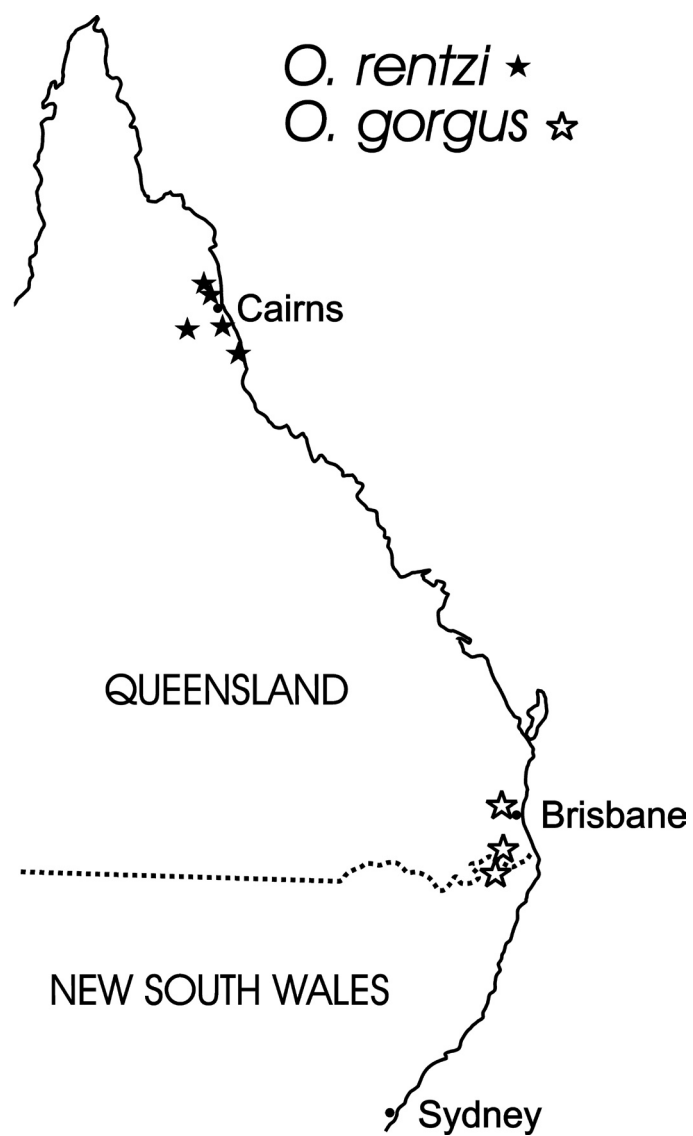 O. rentzi ★
O. gorgus ☆
Cairns
QUEENSLAND
Brisbane
NEW SOUTH WALES
Sydney